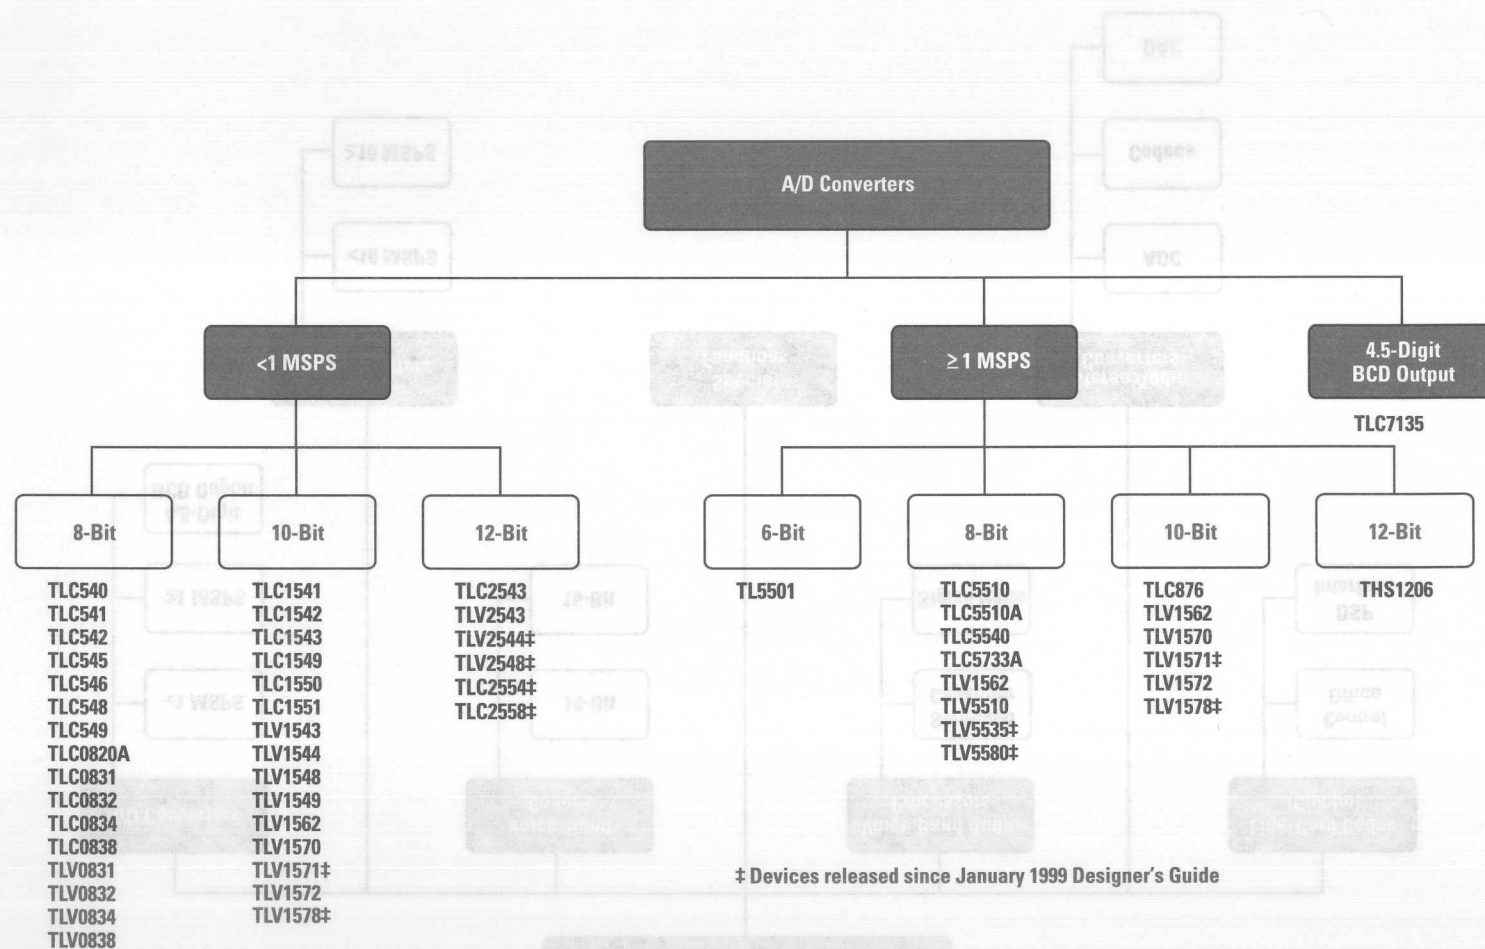 A/D Converters
<1 MSPS
≥1 MSPS
4.5-Digit
BCD Output
TLC7135
8-Bit
TLC540
TLC541
TLC542
TLC545
TLC546
TLC548
TLC549
TLC0820A
TLC0831
TLC0832
TLC0834
TLC0838
TLV0831
TLV0832
TLV0834
TLV0838
10-Bit
TLC1541
TLC1542
TLC1543
TLC1549
TLC1550
TLC1551
TLV1543
TLV1544
TLV1548
TLV1549
TLV1562
TLV1570
TLV1571‡
TLV1572
TLV1578‡
12-Bit
TLC2543
TLV2543
TLV2544‡
TLV2548‡
TLC2554‡
TLC2558‡
6-Bit
TL5501
8-Bit
TLC5510
TLC5510A
TLC5540
TLC5733A
TLV1562
TLV5510
TLV5535‡
TLV5580‡
10-Bit
TLC876
TLV1562
TLV1570
TLV1571‡
TLV1572
TLV1578‡
12-Bit
THS1206
‡ Devices released since January 1999 Designer's Guide